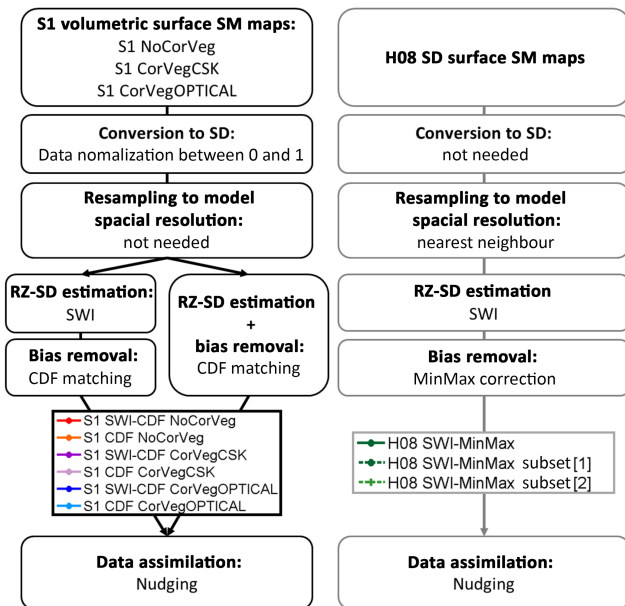 S1 volumetric surface SM maps:
S1 NoCorVeg
S1 CorVegCSK
S1 CorVegOPTICAL
Conversion to SD:
Data nomalization between 0 and 1
Resampling to model
spacial resolution:
not needed
RZ-SD estimation:
SWI
Bias removal:
CDF matching
RZ-SD estimation
+
bias removal:
CDF matching
S1 SWI-CDF NoCorVeg
S1 CDF NoCorVeg
S1 SWI-CDF CorVegCSK
S1 CDF CorVegCSK
S1 SWI-CDF CorVegOPTICAL
S1 CDF CorVegOPTICAL
Data assimilation:
Nudging
H08 SD surface SM maps
Conversion to SD:
not needed
Resampling to model
spacial resolution:
nearest neighbour
RZ-SD estimation
SWI
Bias removal:
MinMax correction
H08 SWI-MinMax
H08 SWI-MinMax subset[1]
H08 SWI-MinMax subset[2]
Data assimilation:
Nudging